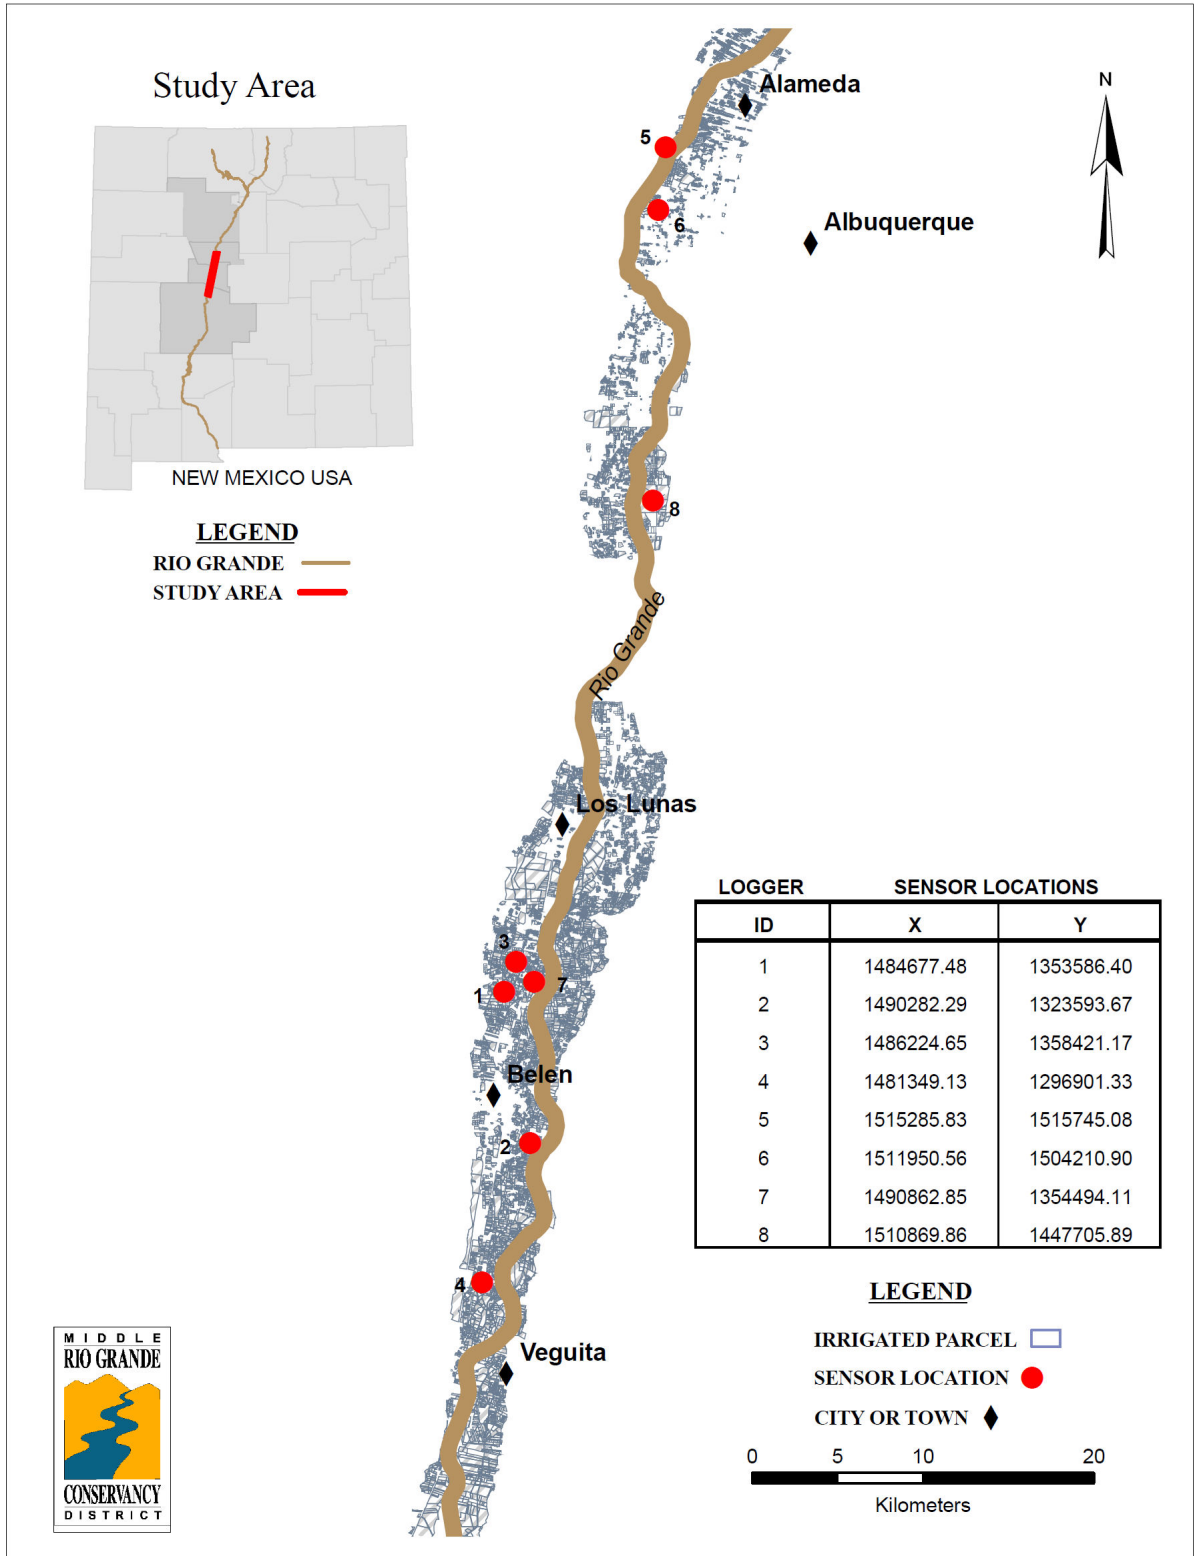 Study Area
NEW MEXICO USA
LEGEND
RIO GRANDE
STUDY AREA
N
Alameda
5
6
Albuquerque
8
Rio Grande
Los Lunas
3
7
1
Belen
2
4
Veguita
LOGGER SENSOR LOCATIONS
ID X Y
1 1484677.48 1353586.40
2 1490282.29 1323593.67
3 1486224.65 1358421.17
4 1481349.13 1296901.33
5 1515285.83 1515745.08
6 1511950.56 1504210.90
7 1490862.85 1354494.11
8 1510869.86 1447705.89
LEGEND
IRRIGATED PARCEL
SENSOR LOCATION
CITY OR TOWN
0 5 10 20
Kilometers
MIDDLE
RIO GRANDE
CONSERVANCY
DISTRICT